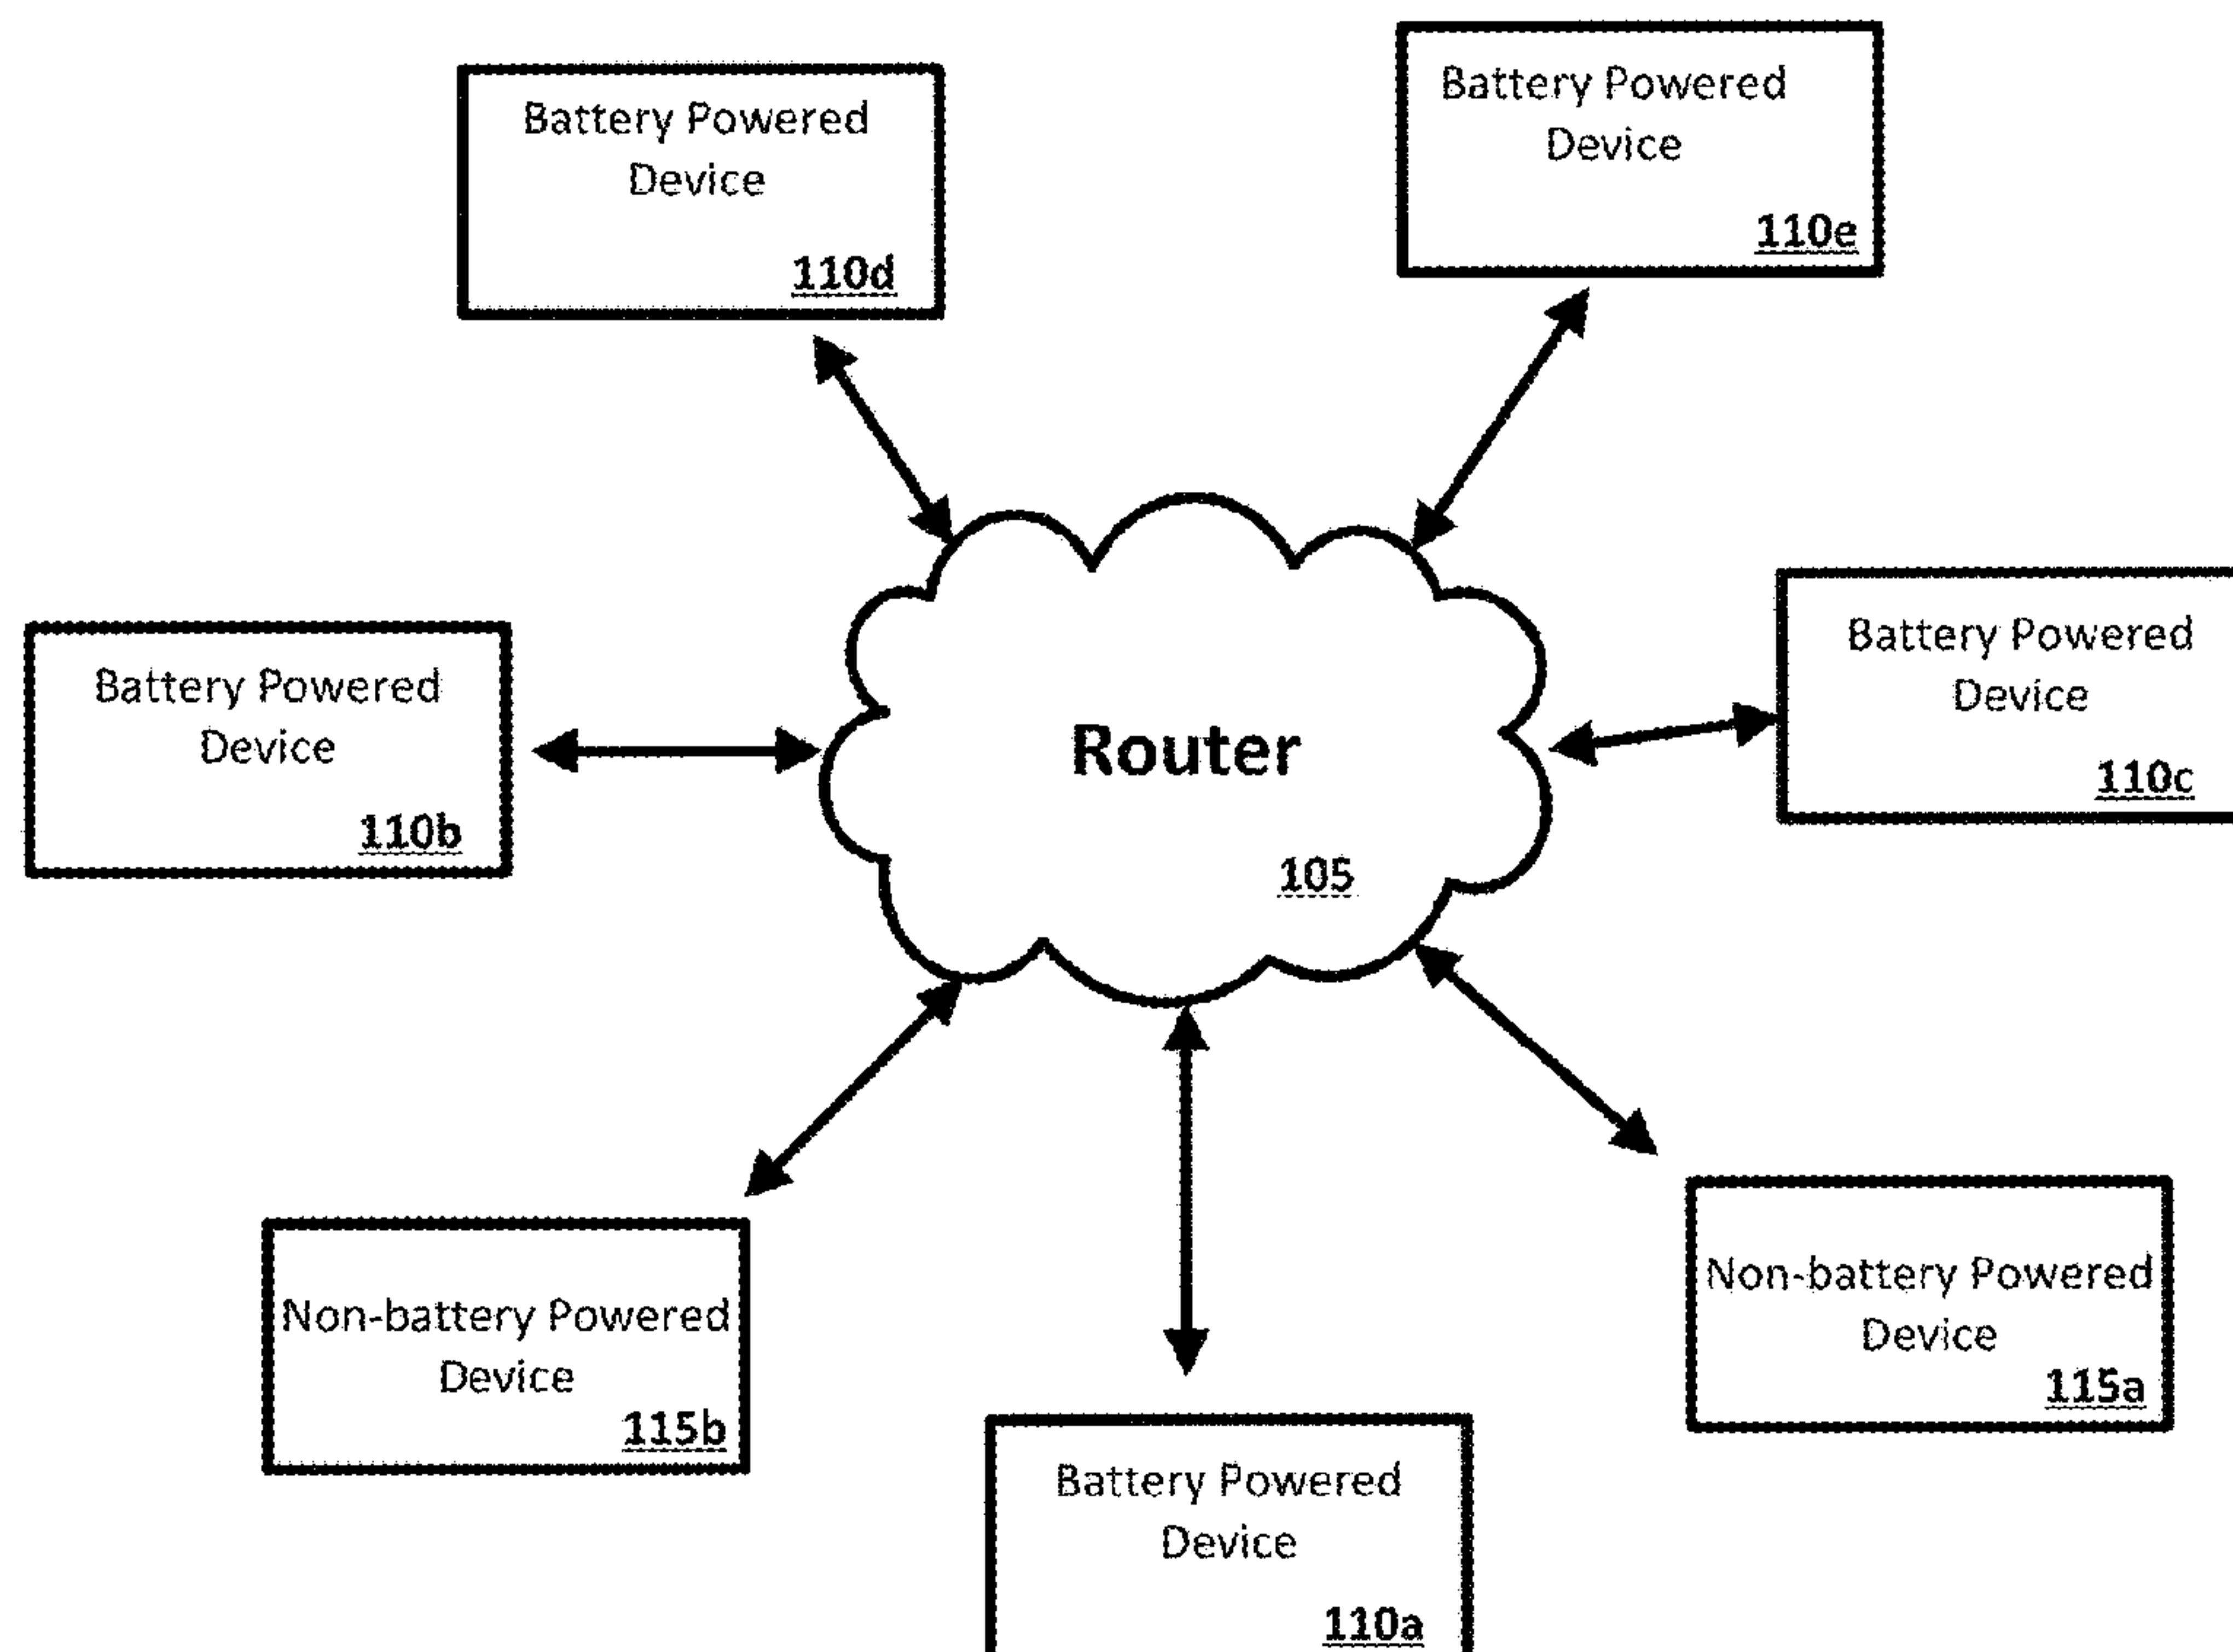 Battery Powered
Device
110d
Battery Powered
Device
110e
Battery Powered
Device
110b
Router
105
Battery Powered
Device
110c
Non-battery Powered
Device
115b
Battery Powered
Device
110a
Non-battery Powered
Device
115a